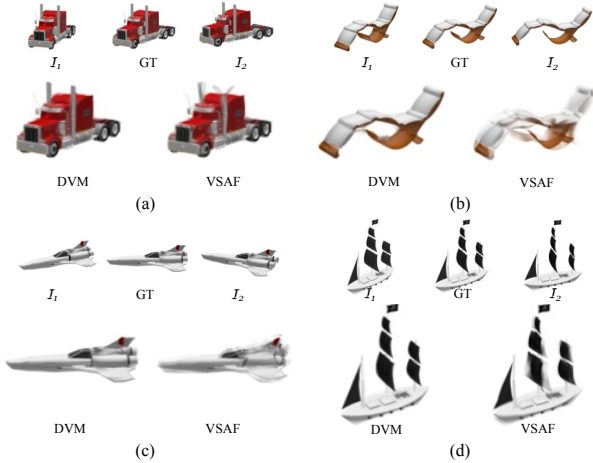 I₁ GT I₂
DVM VSAF
(a)
I₁ GT I₂
DVM VSAF
(b)
I₁ GT I₂
DVM VSAF
(c)
I₁ GT I₂
DVM VSAF
(d)